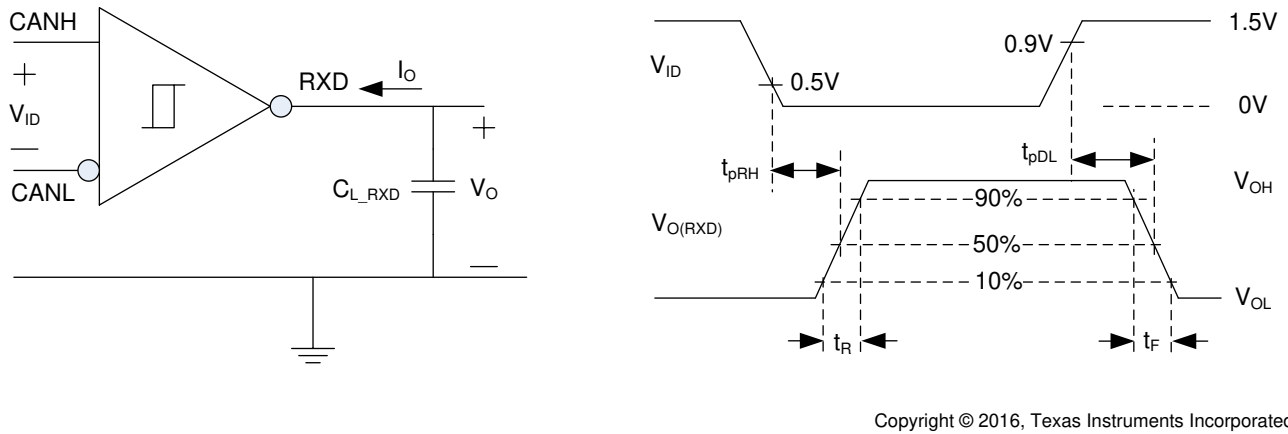 CANH
+
V_ID
—
CANL
RXD
I_O
C_L_RXD
+
V_O
—
V_ID
0.5V
0.9V
1.5V
0V
t_pRH
t_pDL
V_O(RXD)
90%
50%
10%
V_OH
V_OL
t_R
t_F
Copyright © 2016, Texas Instruments Incorporated